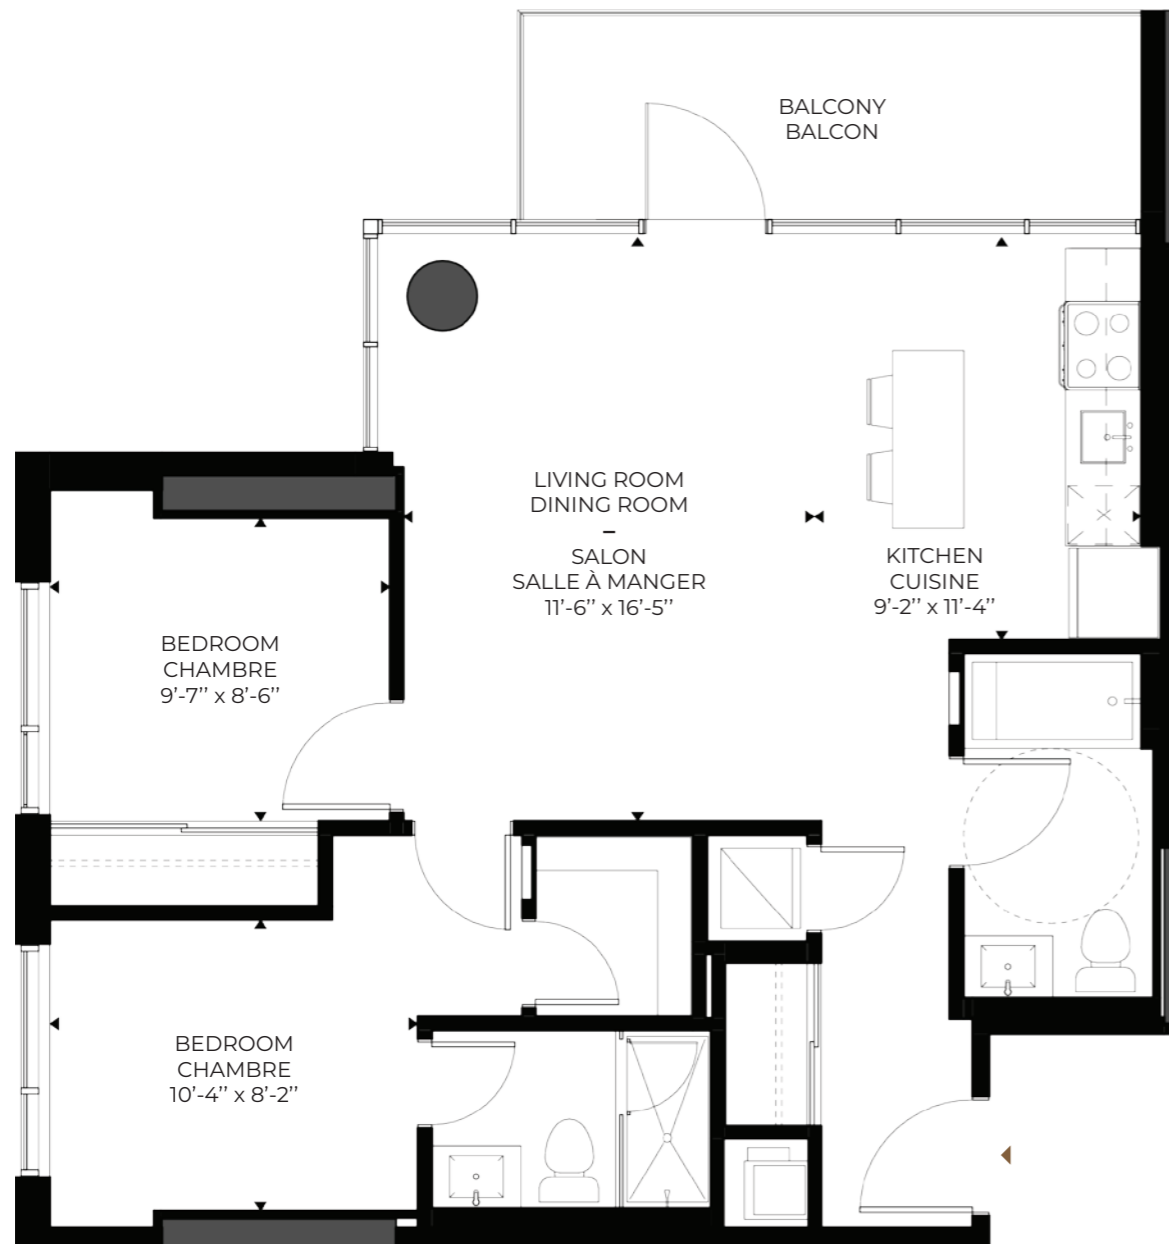 BALCONY
BALCON
LIVING ROOM
DINING ROOM
–
SALON
SALLE À MANGER
11’-6’’ x 16’-5’’
KITCHEN
CUISINE
9’-2’’ x 11’-4’’
BEDROOM
CHAMBRE
9’-7’’ x 8’-6’’
BEDROOM
CHAMBRE
10’-4’’ x 8’-2’’